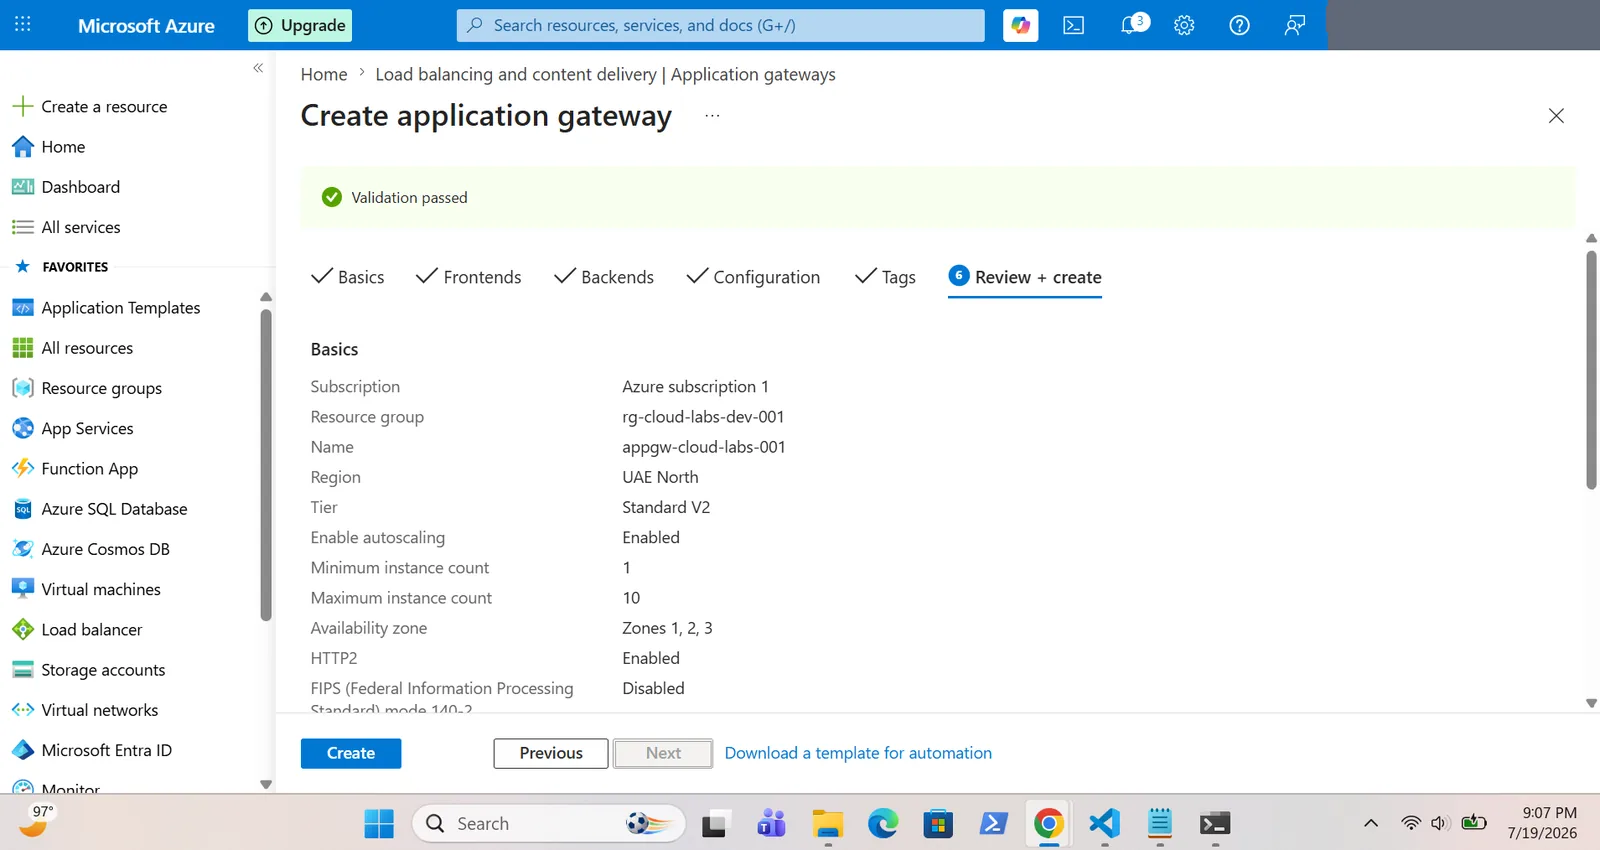 Microsoft Azure
Upgrade
Search resources, services, and docs (G+/)
3
Home > Load balancing and content delivery | Application gateways
Create application gateway ...
Validation passed
Basics
Frontends
Backends
Configuration
Tags
6 Review + create
Basics
Subscription Azure subscription 1
Resource group rg-cloud-labs-dev-001
Name appgw-cloud-labs-001
Region UAE North
Tier Standard V2
Enable autoscaling Enabled
Minimum instance count 1
Maximum instance count 10
Availability zone Zones 1, 2, 3
HTTP2 Enabled
FIPS (Federal Information Processing Disabled
Standard) mode 140-2
Create
Previous
Next
Download a template for automation
«
Create a resource
Home
Dashboard
All services
FAVORITES
Application Templates
All resources
Resource groups
App Services
Function App
SQL Azure SQL Database
Azure Cosmos DB
Virtual machines
Load balancer
Storage accounts
Virtual networks
Microsoft Entra ID
Monitor
97°
Search
9:07 PM
7/19/2026